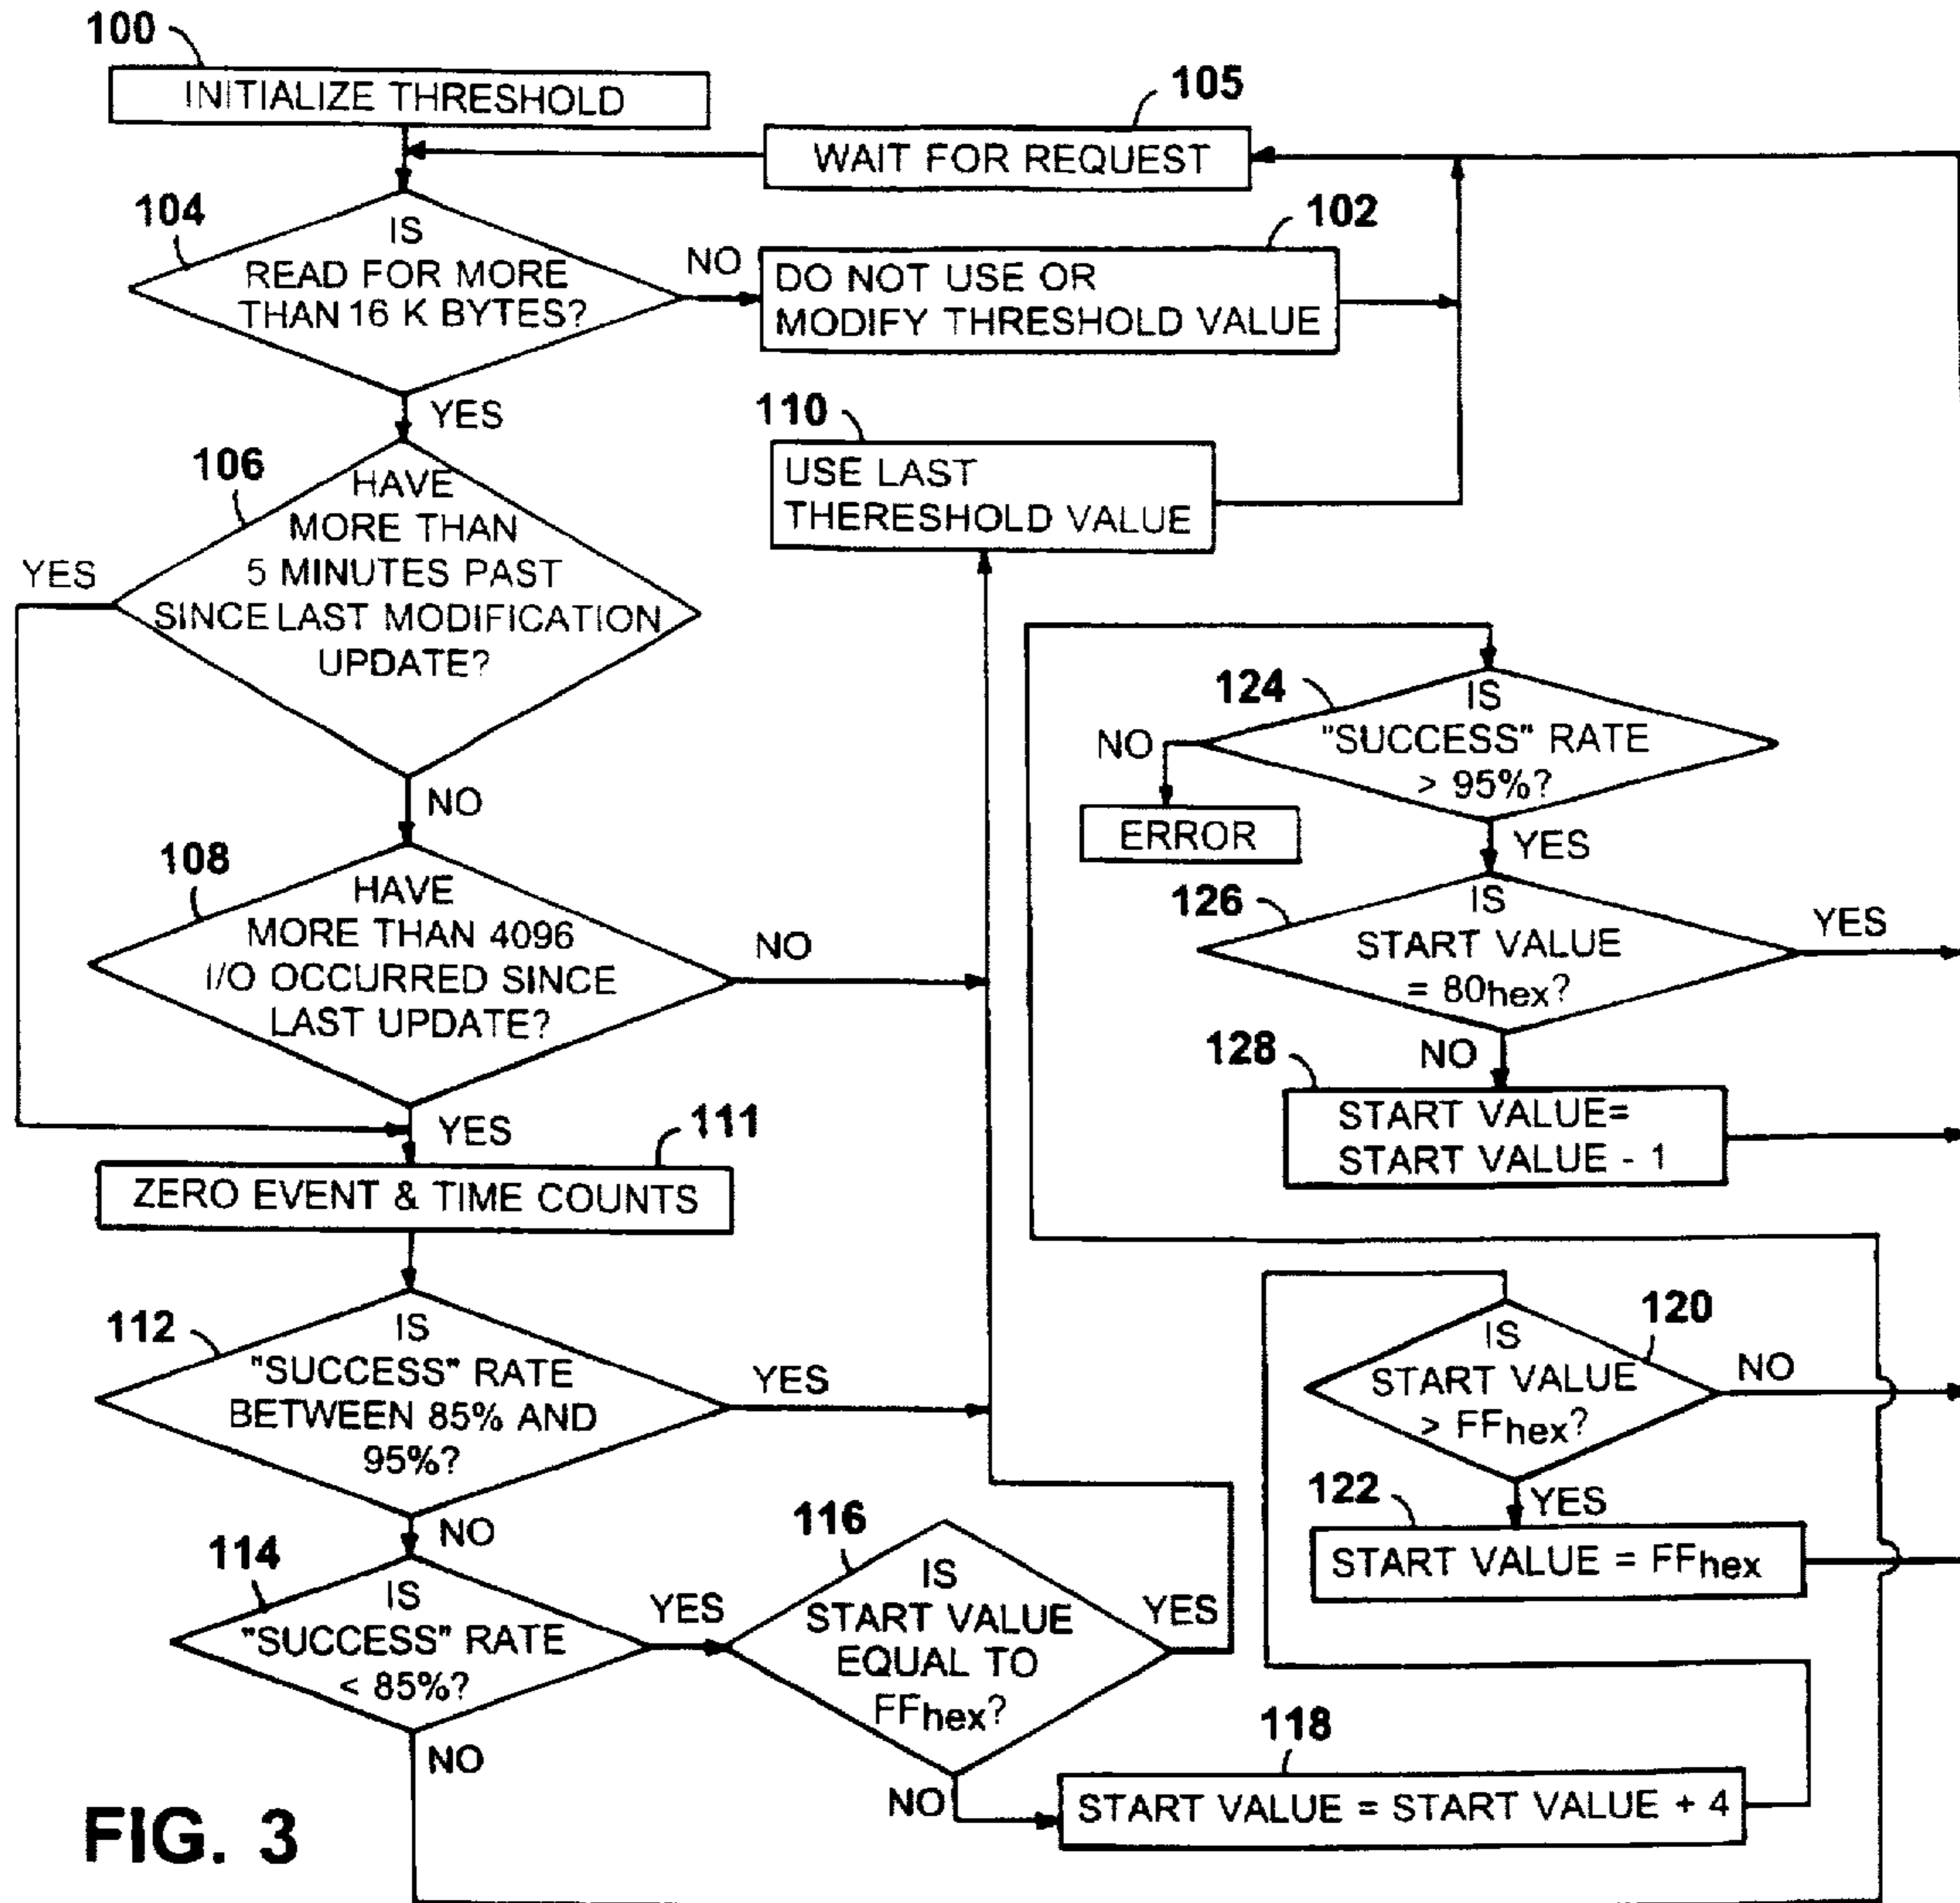 100
INITIALIZE THRESHOLD
105
WAIT FOR REQUEST
104
IS
READ FOR MORE
THAN 16 K BYTES?
NO
102
DO NOT USE OR
MODIFY THRESHOLD VALUE
YES
110
USE LAST
THERESHOLD VALUE
106
HAVE
MORE THAN
5 MINUTES PAST
SINCE LAST MODIFICATION
UPDATE?
YES
NO
124
IS
"SUCCESS" RATE
> 95%?
NO
ERROR
YES
108
HAVE
MORE THAN 4096
I/O OCCURRED SINCE
LAST UPDATE?
NO
126
IS
START VALUE
= 80hex?
YES
NO
128
START VALUE=
START VALUE - 1
YES
111
ZERO EVENT & TIME COUNTS
112
IS
"SUCCESS" RATE
BETWEEN 85% AND
95%?
YES
NO
120
IS
START VALUE
> FFhex?
NO
YES
122
START VALUE = FFhex
114
IS
"SUCCESS" RATE
< 85%?
YES
NO
116
IS
START VALUE
EQUAL TO
FFhex?
YES
NO
118
START VALUE = START VALUE + 4
FIG. 3